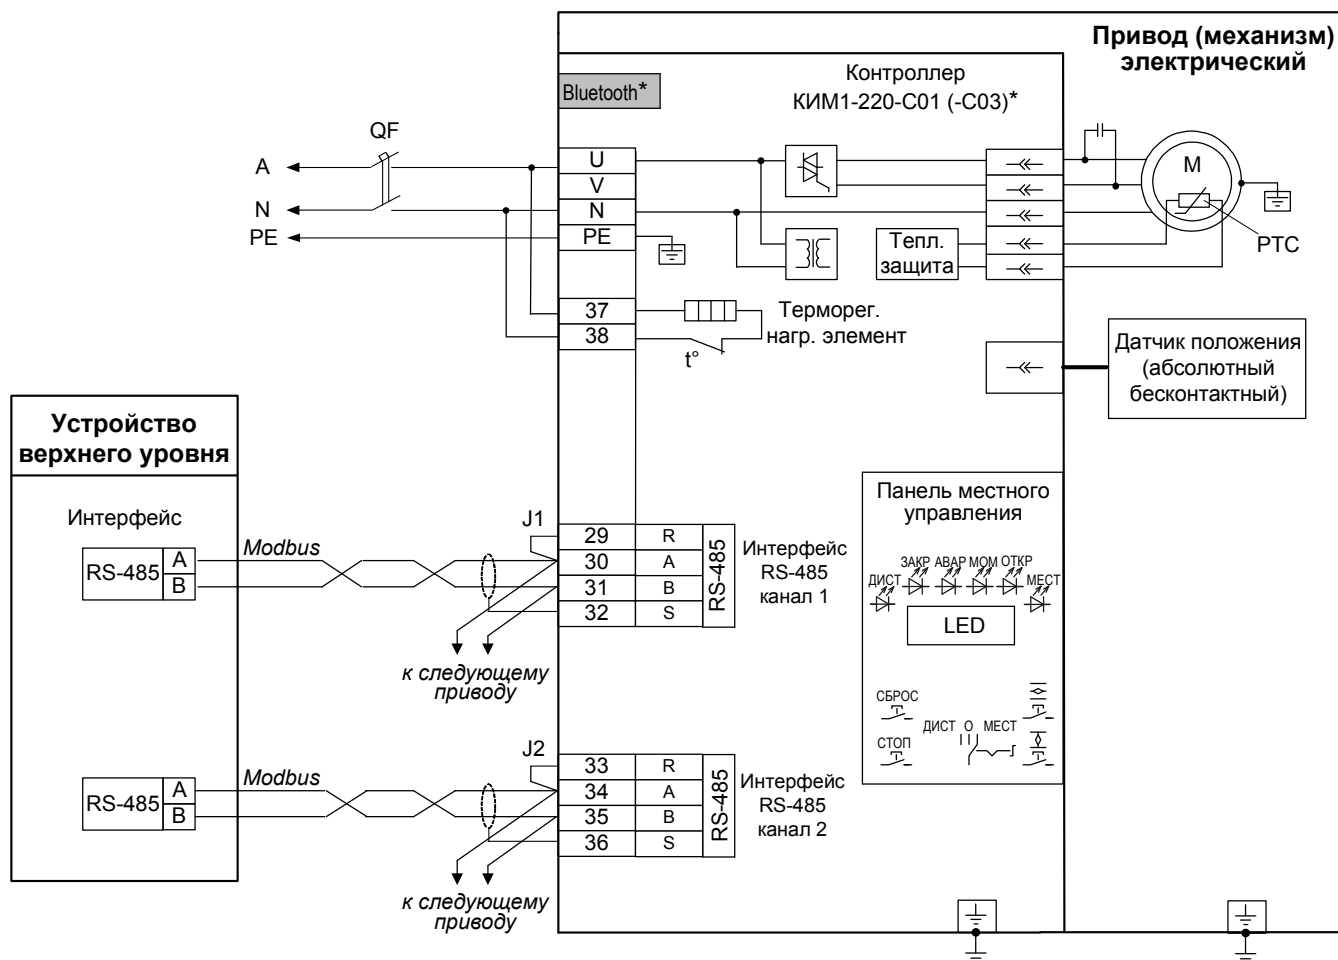 Привод (механизм)
электрический
Контроллер
КИМ1-220-С01 (-С03)*
Bluetooth*
QF
A
N
PE
U
V
N
PE
M
PTC
Тепл.
защита
37
38
Терморег.
нагр. элемент
t°
Датчик положения
(абсолютный
бесконтактный)
Устройство
верхнего уровня
Интерфейс
RS-485
A
B
Modbus
J1
29
R
30
A
31
B
32
S
RS-485
Интерфейс
RS-485
канал 1
к следующему
приводу
Панель местного
управления
ДИСТ
ЗАКР
АВАР
МОМ
ОТКР
МЕСТ
LED
СБРОС
СТОП
ДИСТ О МЕСТ
RS-485
A
B
Modbus
J2
33
R
34
A
35
B
36
S
RS-485
Интерфейс
RS-485
канал 2
к следующему
приводу